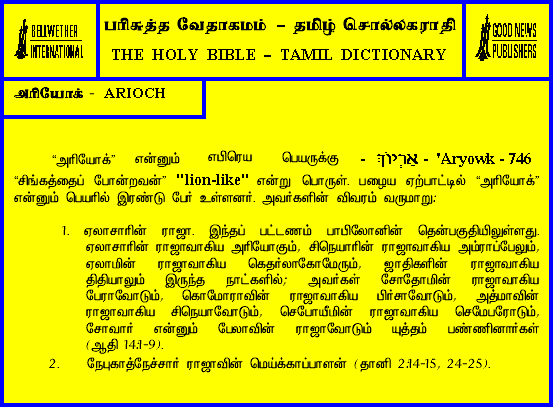 BELLWETHER
INTERNATIONAL
பரிசுத்த வேதாகமம் – தமிழ் சொல்லகராதி
THE HOLY BIBLE – TAMIL DICTIONARY
GOOD NEWS
PUBLISHERS
அரியோக் - ARIOCH
“அரியோக்” என்னும் எபிரெய பெயருக்கு - אַרְיוֹךְ - 'Aryowk - 746
“சிங்கத்தைப் போன்றவன்” "lion-like" என்று பொருள். பழைய ஏற்பாட்டில் “அரியோக்”
என்னும் பெயரில் இரண்டு பேர் உள்ளனர். அவர்களின் விவரம் வருமாறு:
1. ஏலாசாரின் ராஜா. இந்தப் பட்டணம் பாபிலோனின் தென்பகுதியிலுள்ளது.
ஏலாசாரின் ராஜாவாகிய அரியோகும், சிநெயாரின் ராஜாவாகிய அம்ராப்பேலும்,
ஏலாமின் ராஜாவாகிய கெதர்லாகோமேரும், ஜாதிகளின் ராஜாவாகிய
திதியாலும் இருந்த நாட்களில்; அவர்கள் சோதோமின் ராஜாவாகிய
பேராவோடும், கொமோராவின் ராஜாவாகிய பிர்சாவோடும், அத்மாவின்
ராஜாவாகிய சிநெயாவோடும், செபோயீமின் ராஜாவாகிய செமேபரோடும்,
சோவார் என்னும் பேலாவின் ராஜாவோடும் யுத்தம் பண்ணினார்கள்
(ஆதி 14:1-9).
2. நேபுகாத்நேச்சார் ராஜாவின் மெய்க்காப்பாளன் (தானி 2:14-15, 24-25).